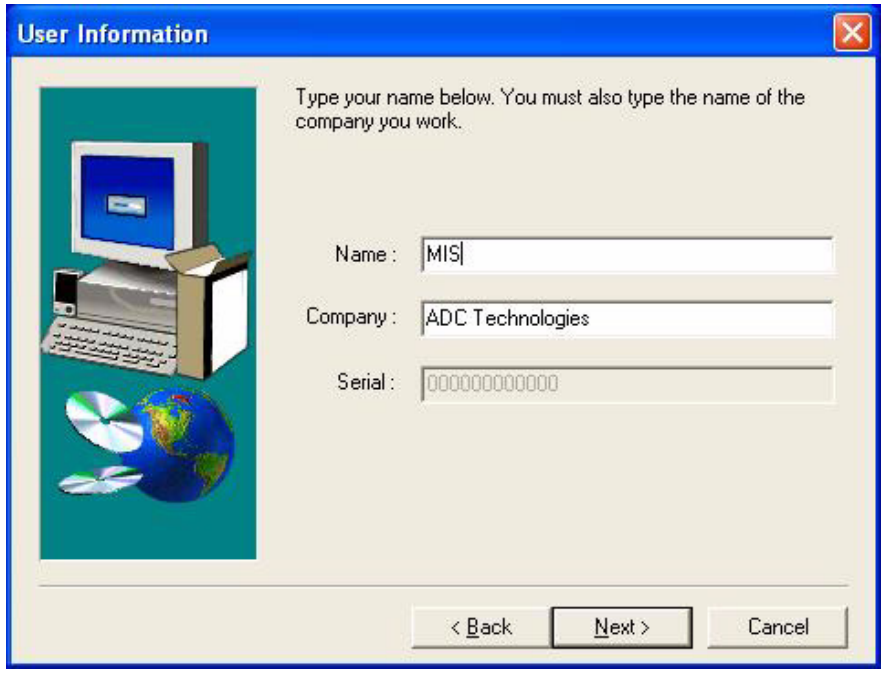 User Information
Type your name below. You must also type the name of the
company you work.
Name : MIS
Company : ADC Technologies
Serial : 000000000000
< Back Next > Cancel